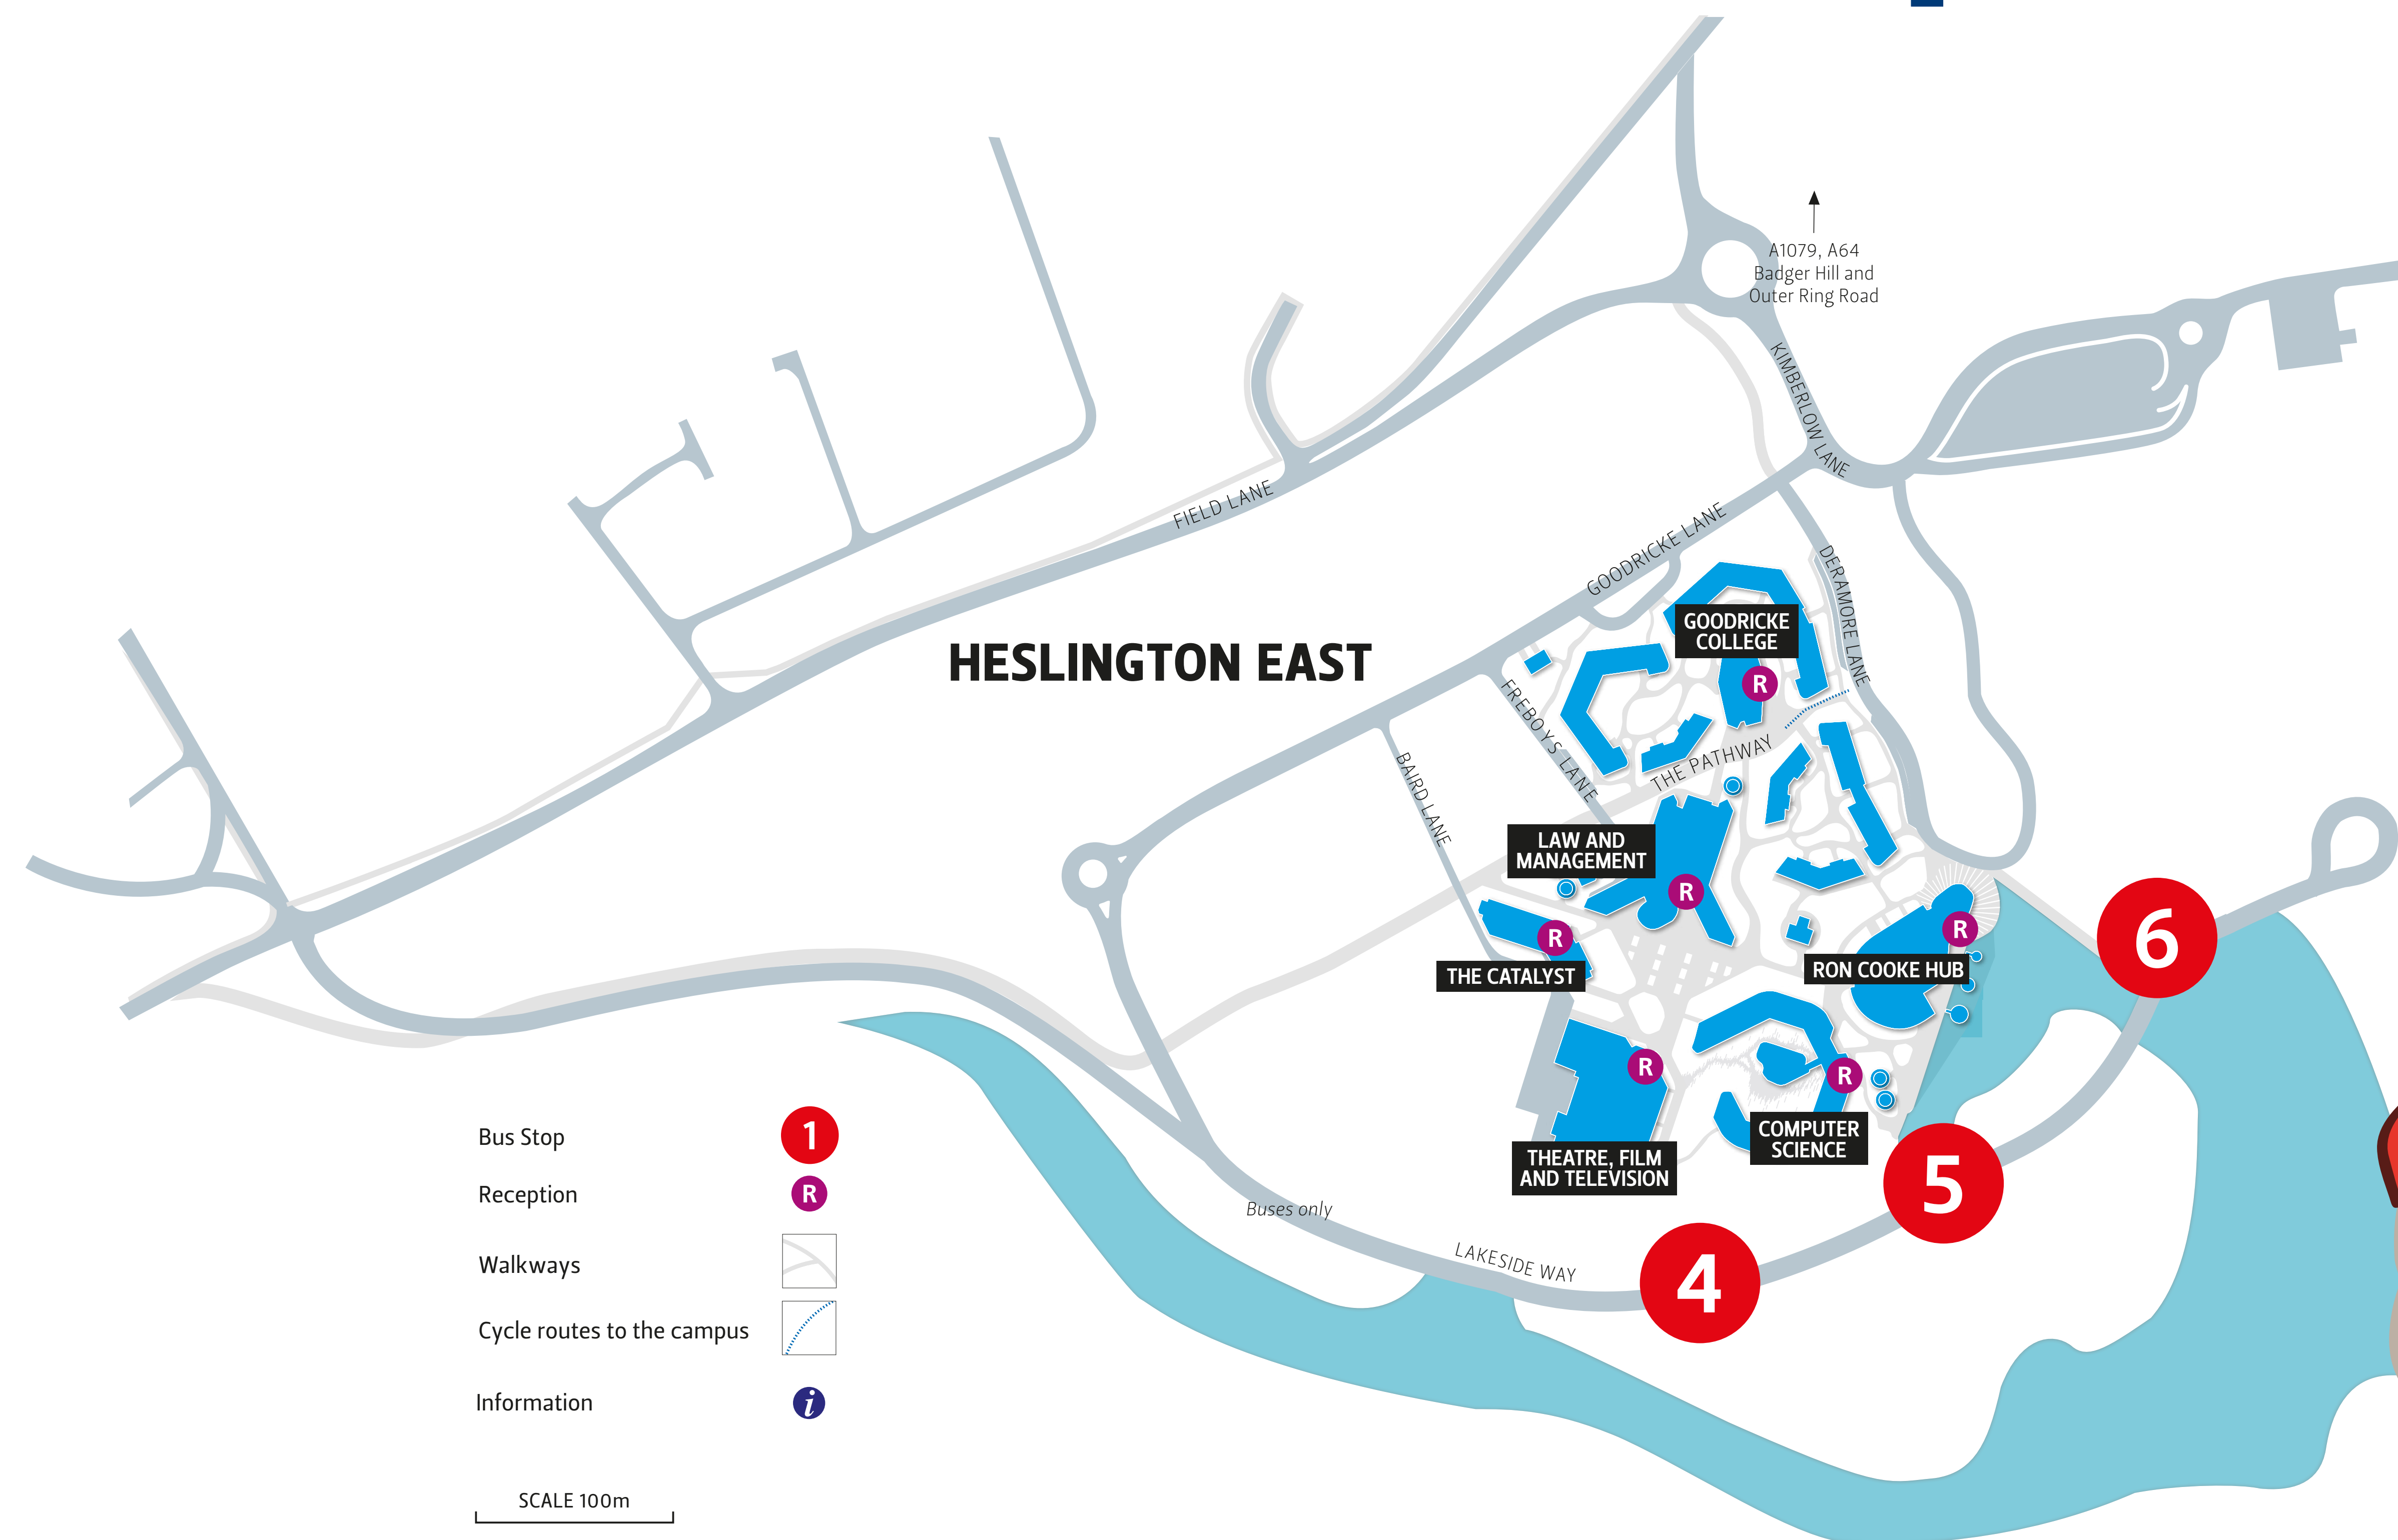 A1079, A64
Badger Hill and
Outer Ring Road
KIMBERLOW LANE
FIELD LANE
GOODRICKE LANE
DERAMORE LANE
HESLINGTON EAST
GOODRICKE
COLLEGE
R
FREBOYS LANE
THE PATHWAY
BAIRD LANE
LAW AND
MANAGEMENT
R
R
THE CATALYST
R
RON COOKE HUB
6
R
THEATRE, FILM
AND TELEVISION
R
COMPUTER
SCIENCE
5
Buses only
LAKESIDE WAY
4
Bus Stop
1
Reception
R
Walkways
Cycle routes to the campus
Information
i
SCALE 100m